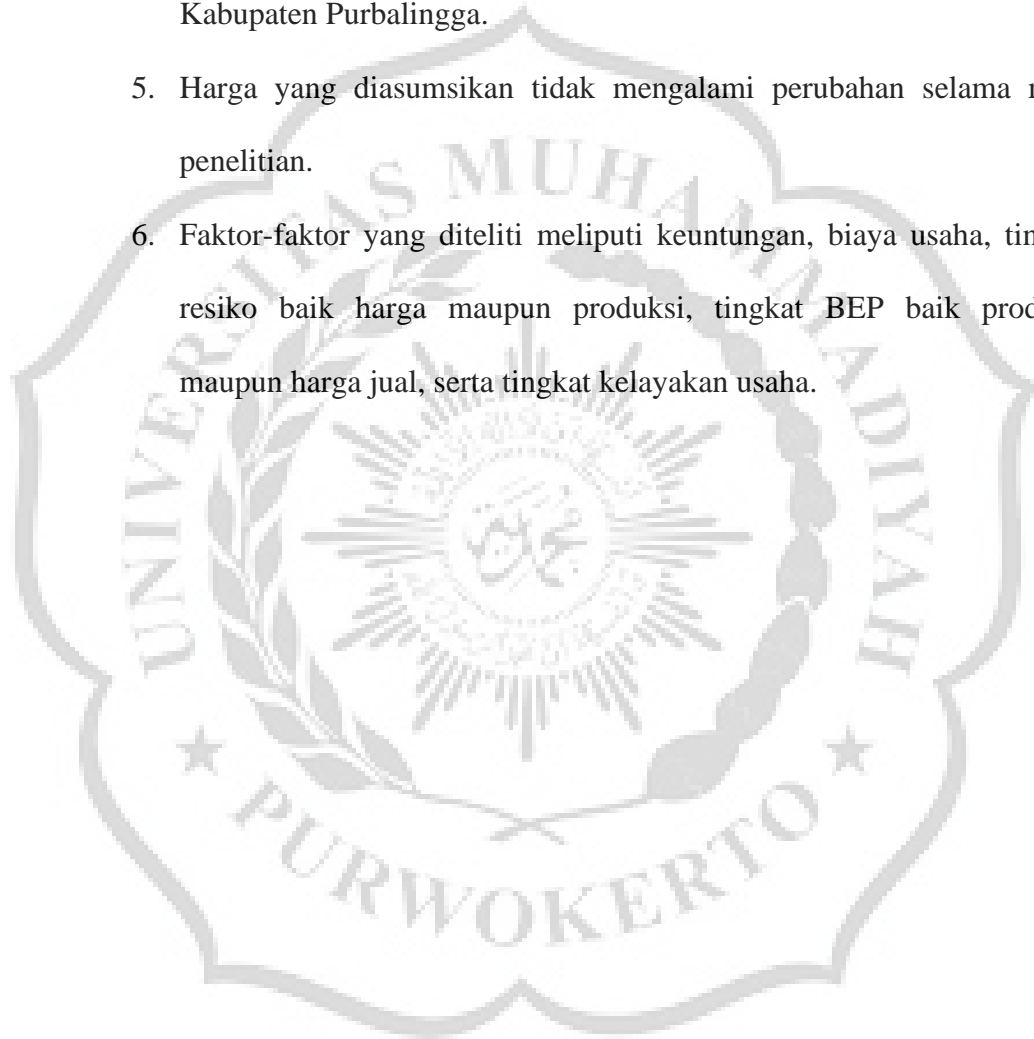 Kabupaten Purbalingga.
5. Harga yang diasumsikan tidak mengalami perubahan selama
penelitian.
6. Faktor-faktor yang diteliti meliputi keuntungan, biaya usaha,
resiko baik harga maupun produksi, tingkat BEP baik
maupun harga jual, serta tingkat kelayakan usaha.
UNIVERSITAS MUHAMMADIYAH
PURWOKERTO